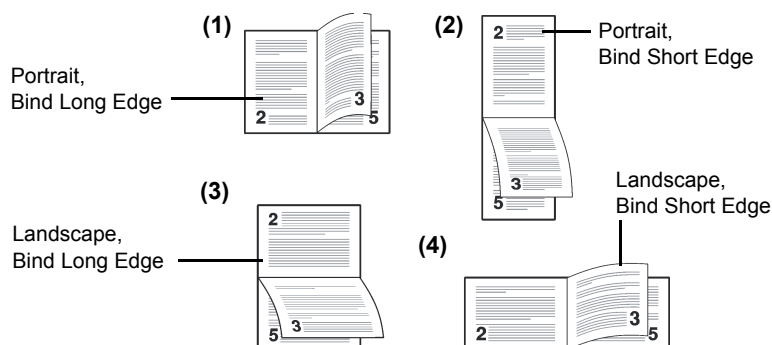 (1)
Portrait,
Bind Long Edge
2
3
5
(2)
2
Portrait,
Bind Short Edge
3
5
(3)
Landscape,
Bind Long Edge
2
3
5
(4)
Landscape,
Bind Short Edge
2
3
5